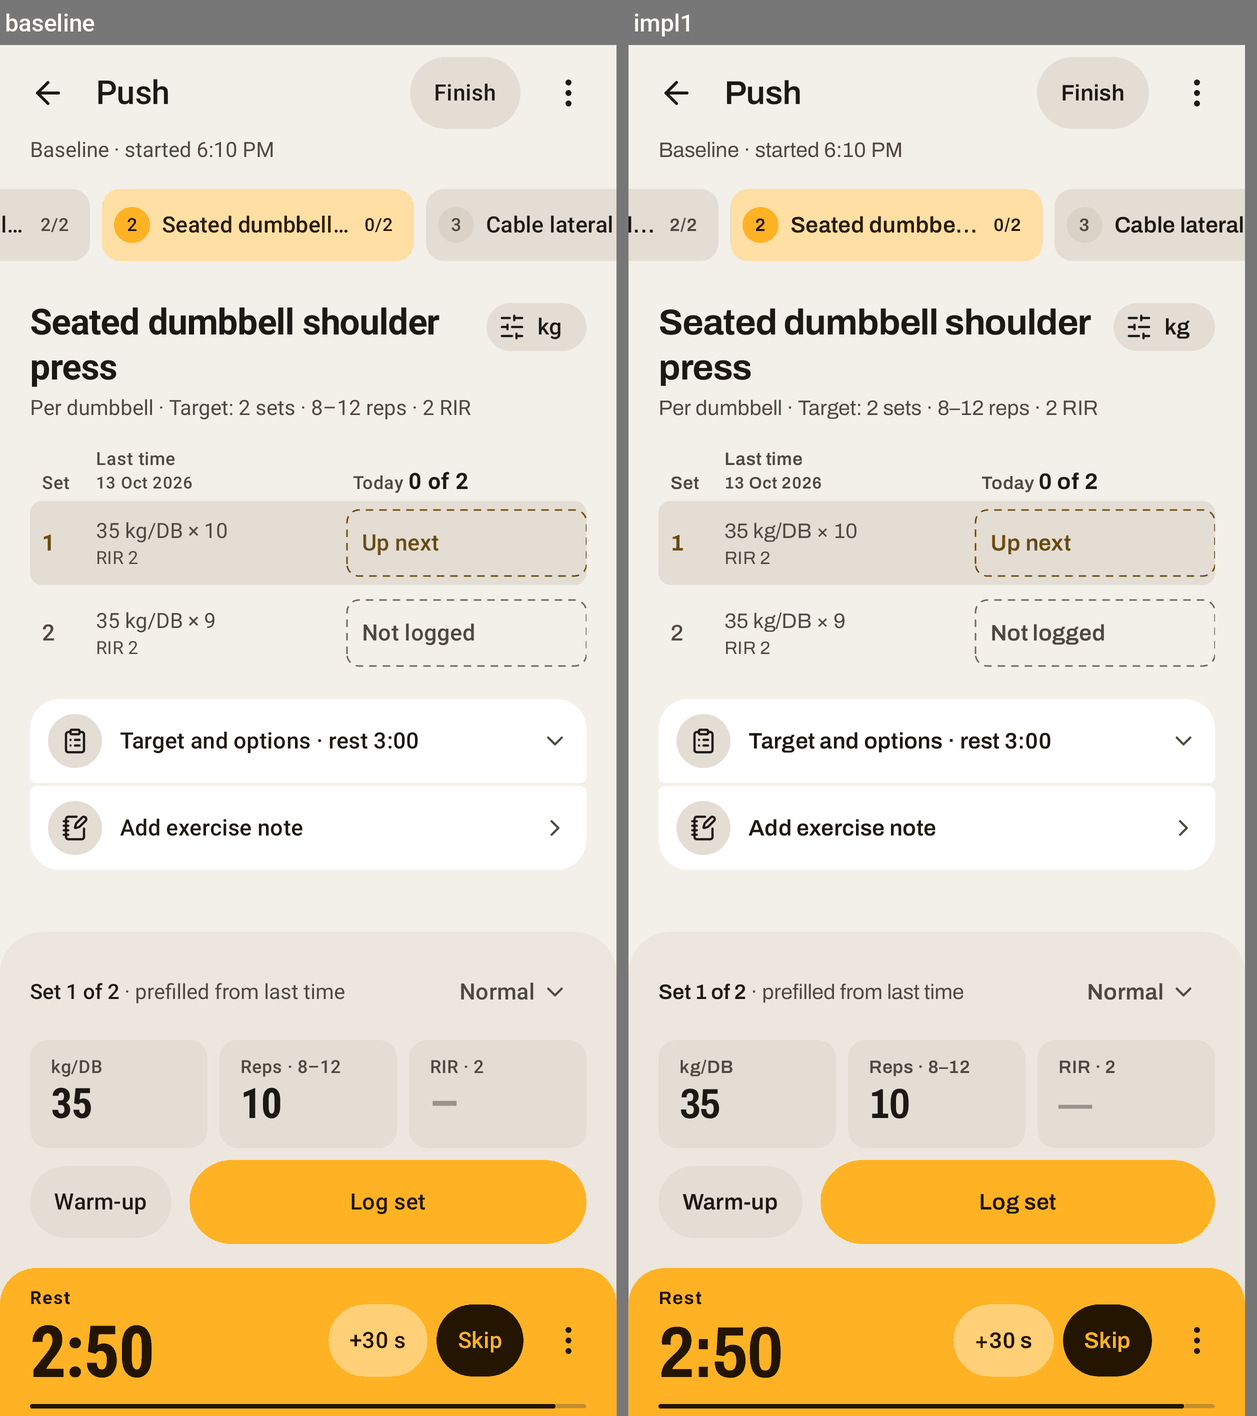 baseline
Push
Finish
Baseline · started 6:10 PM
l... 2/2
2 Seated dumbbell... 0/2
3 Cable lateral
Seated dumbbell shoulder
press
kg
Per dumbbell · Target: 2 sets · 8–12 reps · 2 RIR
Set
Last time
13 Oct 2026
Today 0 of 2
1
35 kg/DB × 10
RIR 2
Up next
2
35 kg/DB × 9
RIR 2
Not logged
Target and options · rest 3:00
Add exercise note
Set 1 of 2 · prefilled from last time
Normal
kg/DB
35
Reps · 8–12
10
RIR · 2
—
Warm-up
Log set
Rest
2:50
+30 s
Skip
impl1
Push
Finish
Baseline · started 6:10 PM
l... 2/2
2 Seated dumbbe... 0/2
3 Cable lateral
Seated dumbbell shoulder
press
kg
Per dumbbell · Target: 2 sets · 8–12 reps · 2 RIR
Set
Last time
13 Oct 2026
Today 0 of 2
1
35 kg/DB × 10
RIR 2
Up next
2
35 kg/DB × 9
RIR 2
Not logged
Target and options · rest 3:00
Add exercise note
Set 1 of 2 · prefilled from last time
Normal
kg/DB
35
Reps · 8–12
10
RIR · 2
—
Warm-up
Log set
Rest
2:50
+30 s
Skip